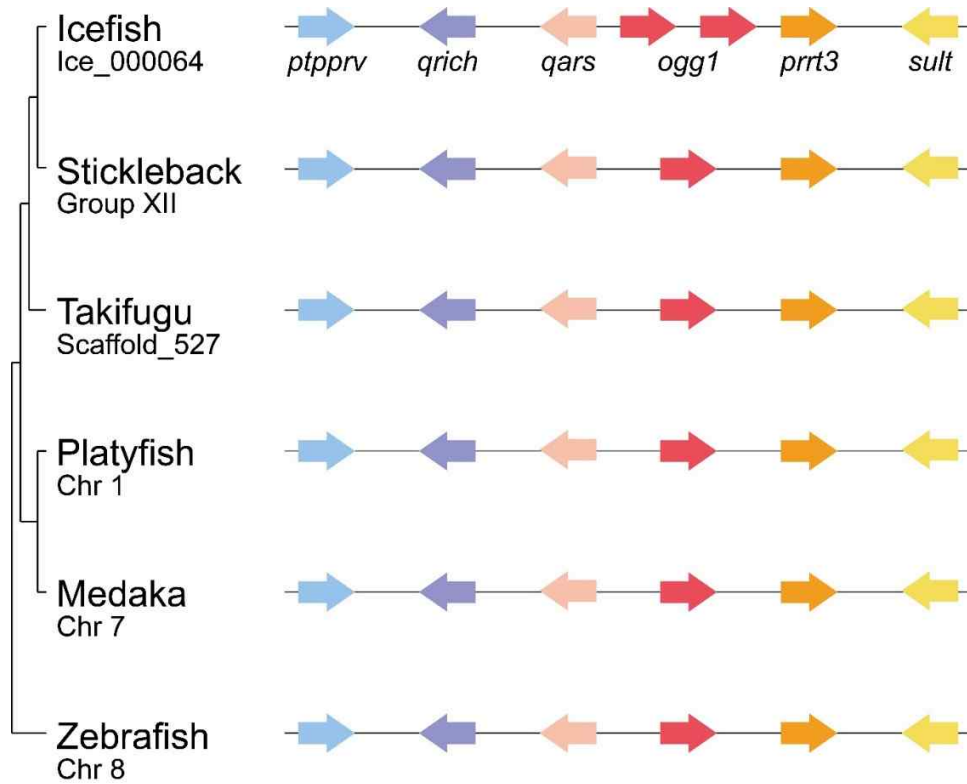 Icefish
Ice_000064
ptpprv qrich qars ogg1 prrt3 sult
Stickleback
Group XII
Takifugu
Scaffold_527
Platyfish
Chr 1
Medaka
Chr 7
Zebrafish
Chr 8